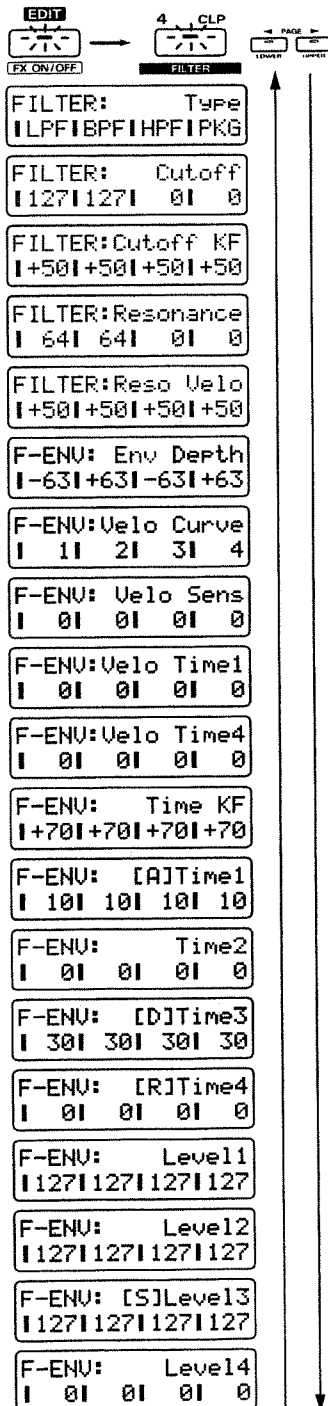 EDIT
4 CLP
◄ PAGE ►
FX ON/OFF
FILTER
LOWER UPPER
FILTER: Type
LPF BPF HPF PKG
FILTER: Cutoff
127 127 0 0
FILTER:Cutoff KF
+50 +50 +50 +50
FILTER:Resonance
64 64 0 0
FILTER:Reso Velo
+50 +50 +50 +50
F-ENV: Env Depth
-63 +63 -63 +63
F-ENV:Velo Curve
1 2 3 4
F-ENV: Velo Sens
0 0 0 0
F-ENV:Velo Time1
0 0 0 0
F-ENV:Velo Time4
0 0 0 0
F-ENV: Time KF
+70 +70 +70 +70
F-ENV: [A]Time1
10 10 10 10
F-ENV: Time2
0 0 0 0
F-ENV: [D]Time3
30 30 30 30
F-ENV: [R]Time4
0 0 0 0
F-ENV: Level1
127 127 127 127
F-ENV: Level2
127 127 127 127
F-ENV: [S]Level3
127 127 127 127
F-ENV: Level4
0 0 0 0